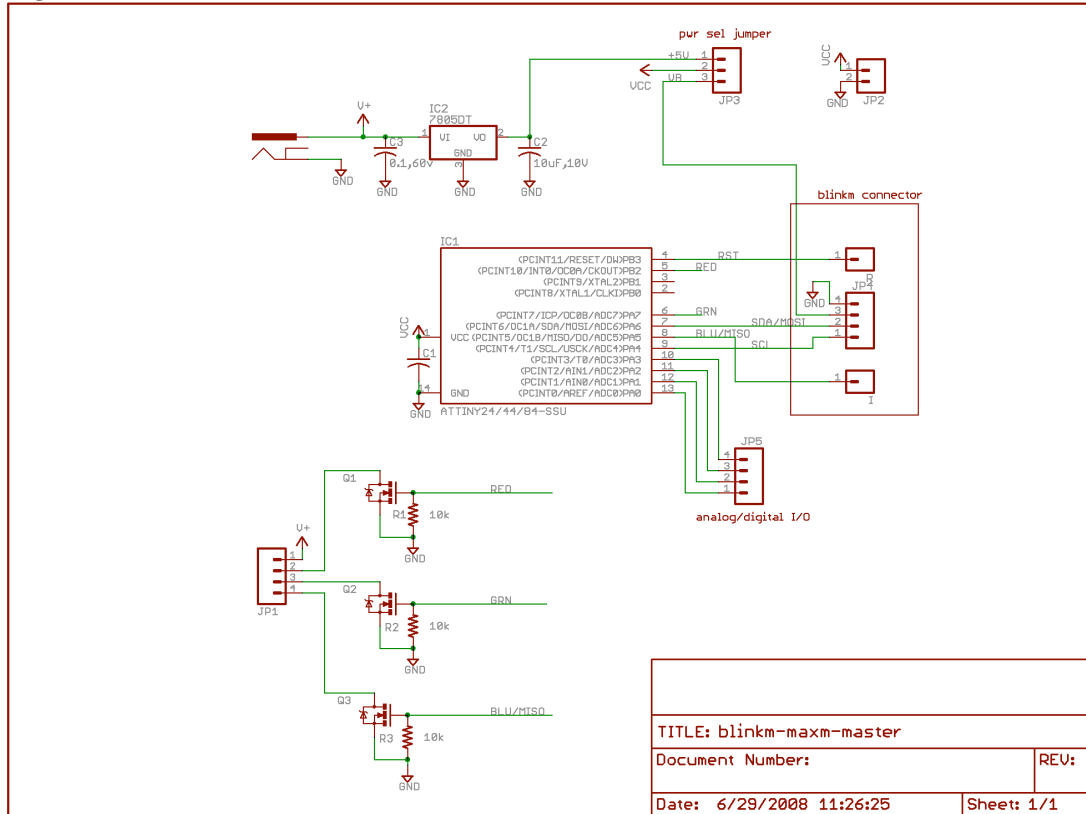 pwr sel jumper
+5V
1
2
3
VCC
VB
JP3
VCC
1
2
GND
JP2
V+
IC2
7805DT
1
VI
VO
2
GND
3
C3
0.1,60v
C2
10uF,10V
GND
GND
GND
GND
blinkm connector
IC1
(PCINT11/RESET/DW)PB3
4
RST
1
R
(PCINT10/INT0/OC0A/CKOUT)PB2
5
RED
(PCINT9/XTAL2)PB1
3
(PCINT8/XTAL1/CLKI)PB0
2
JP4
GND
4
3
2
1
(PCINT7/ICP/OC0B/ADC7)PA7
6
GRN
(PCINT6/OC1A/SDA/MOSI/ADC6)PA6
7
SDA/MOSI
VCC
1
VCC
(PCINT5/OC1B/MISO/DO/ADC5)PA5
8
BLU/MISO
(PCINT4/T1/SCL/USCK/ADC4)PA4
9
SCL
C1
(PCINT3/T0/ADC3)PA3
10
(PCINT2/AIN1/ADC2)PA2
11
(PCINT1/AIN0/ADC1)PA1
12
1
I
14
GND
(PCINT0/AREF/ADC0)PA0
13
GND
ATTINY24/44/84-SSU
JP5
4
3
2
1
analog/digital I/O
Q1
RED
R1
10k
GND
V+
1
2
3
4
JP1
Q2
GRN
R2
10k
GND
Q3
BLU/MISO
R3
10k
GND
TITLE: blinkm-maxm-master
Document Number:
REV:
Date: 6/29/2008 11:26:25
Sheet: 1/1